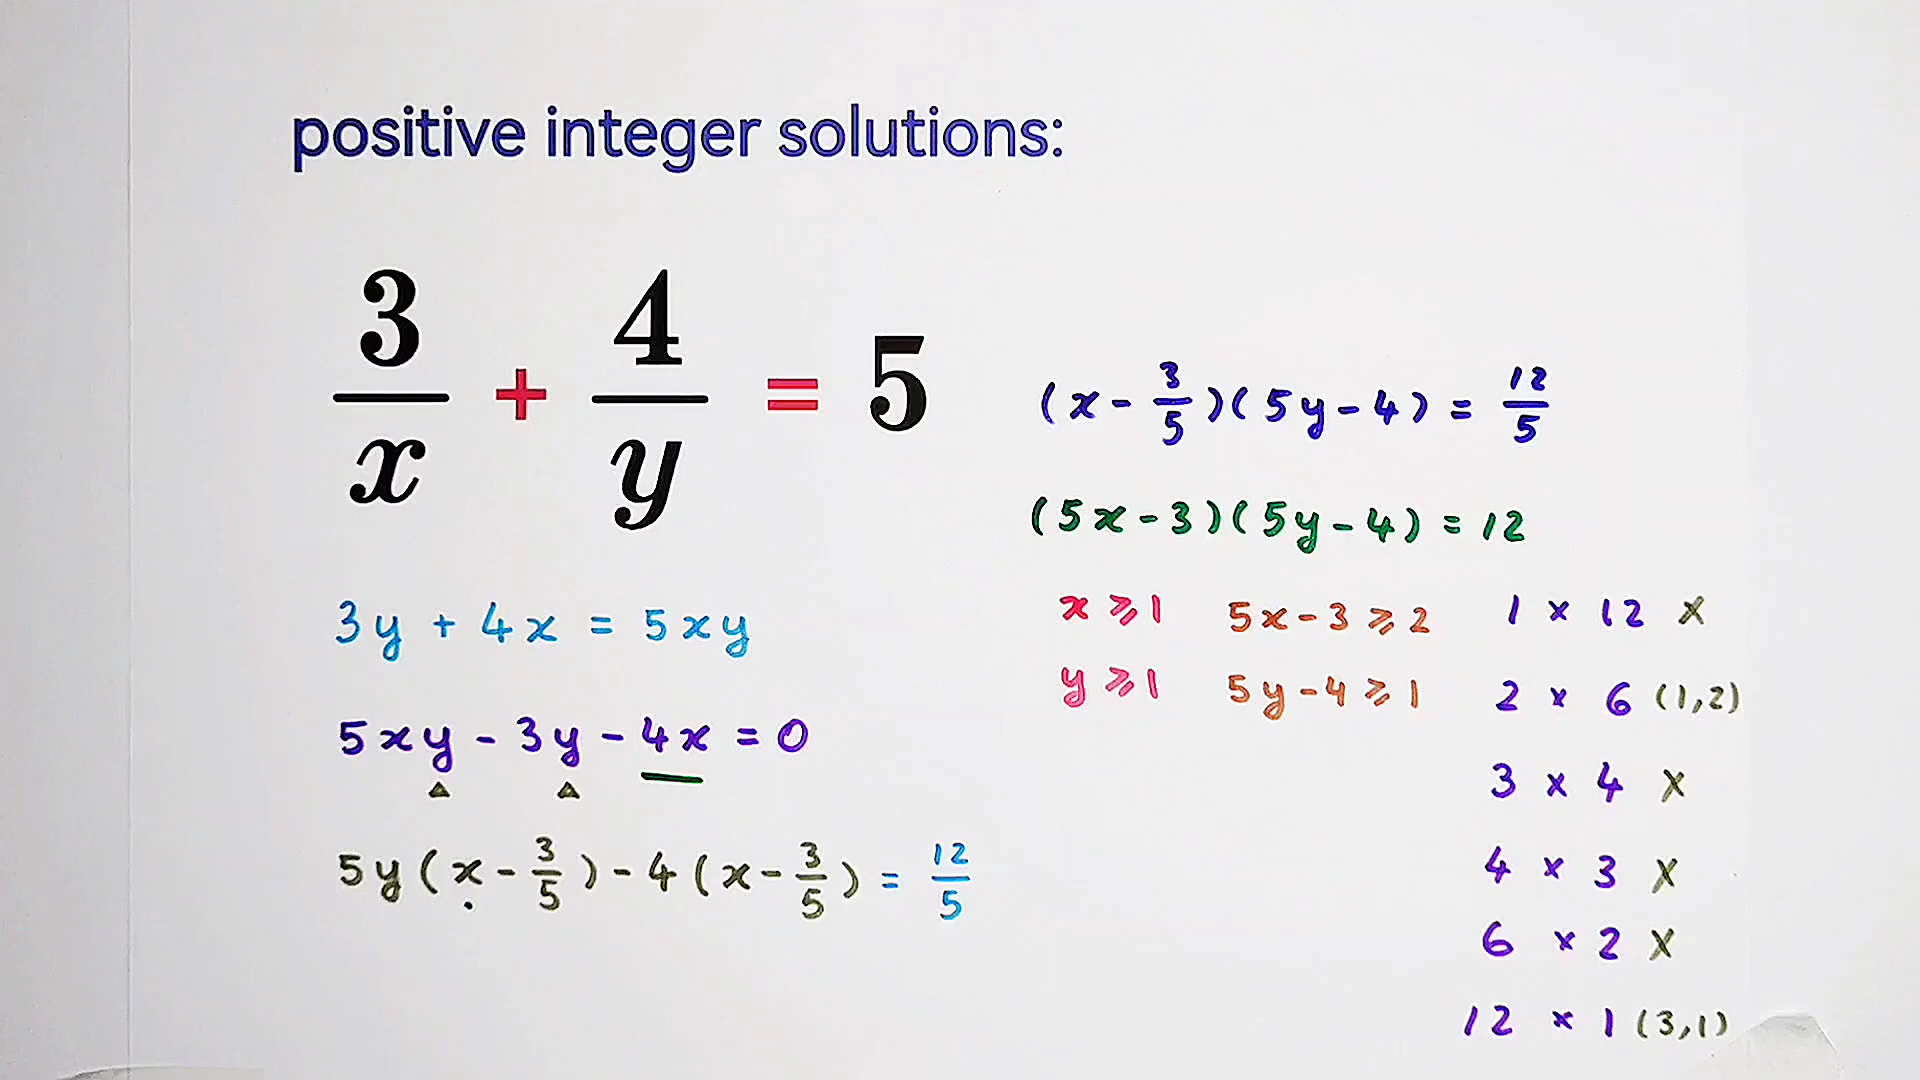 positive integer solutions:
3/x + 4/y = 5
3y + 4x = 5xy
5xy - 3y - 4x = 0
5y(x - 3/5) - 4(x - 3/5) = 12/5
(x - 3/5)(5y - 4) = 12/5
(5x - 3)(5y - 4) = 12
x ⩾ 1 5x - 3 ⩾ 2
y ⩾ 1 5y - 4 ⩾ 1
1 × 12 X
2 × 6 (1,2)
3 × 4 X
4 × 3 X
6 × 2 X
12 × 1 (3,1)